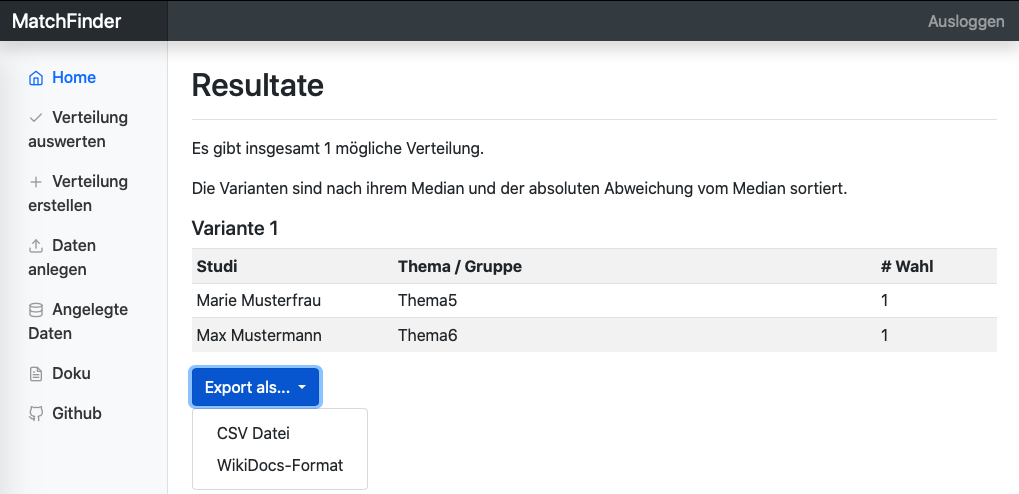 MatchFinder
Ausloggen
Home
Verteilung
auswerten
Verteilung
erstellen
Daten
anlegen
Angelegte
Daten
Doku
Github
Resultate
Es gibt insgesamt 1 mögliche Verteilung.
Die Varianten sind nach ihrem Median und der absoluten Abweichung vom Median sortiert.
Variante 1
Studi Thema / Gruppe # Wahl
Marie Musterfrau Thema5 1
Max Mustermann Thema6 1
Export als...
CSV Datei
WikiDocs-Format